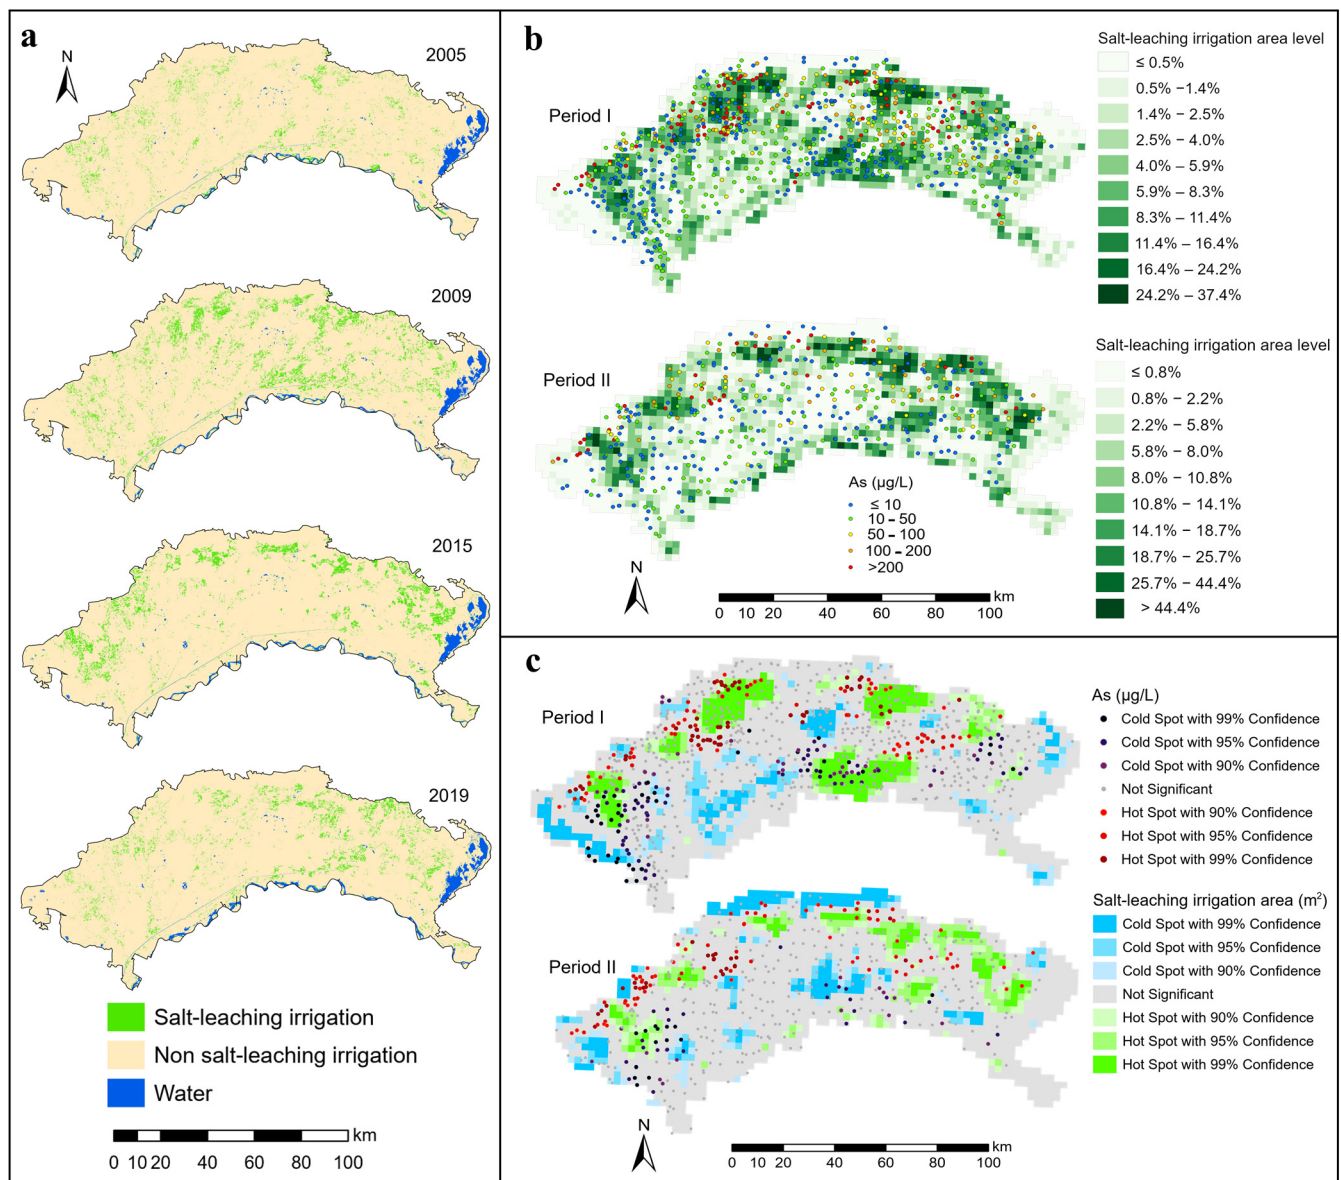 a
N
2005
2009
2015
2019
Salt-leaching irrigation
Non salt-leaching irrigation
Water
km
0 10 20 40 60 80 100
b
Period I
Salt-leaching irrigation area level
≤ 0.5%
0.5% –1.4%
1.4% – 2.5%
2.5% – 4.0%
4.0% – 5.9%
5.9% – 8.3%
8.3% – 11.4%
11.4% – 16.4%
16.4% – 24.2%
24.2% – 37.4%
Period II
Salt-leaching irrigation area level
≤ 0.8%
0.8% – 2.2%
2.2% – 5.8%
5.8% – 8.0%
8.0% – 10.8%
10.8% – 14.1%
14.1% – 18.7%
18.7% – 25.7%
25.7% – 44.4%
> 44.4%
As (μg/L)
≤ 10
10 – 50
50 – 100
100 – 200
>200
N
km
0 10 20 40 60 80 100
c
Period I
As (μg/L)
Cold Spot with 99% Confidence
Cold Spot with 95% Confidence
Cold Spot with 90% Confidence
Not Significant
Hot Spot with 90% Confidence
Hot Spot with 95% Confidence
Hot Spot with 99% Confidence
Period II
Salt-leaching irrigation area (m²)
Cold Spot with 99% Confidence
Cold Spot with 95% Confidence
Cold Spot with 90% Confidence
Not Significant
Hot Spot with 90% Confidence
Hot Spot with 95% Confidence
Hot Spot with 99% Confidence
N
km
0 10 20 40 60 80 100